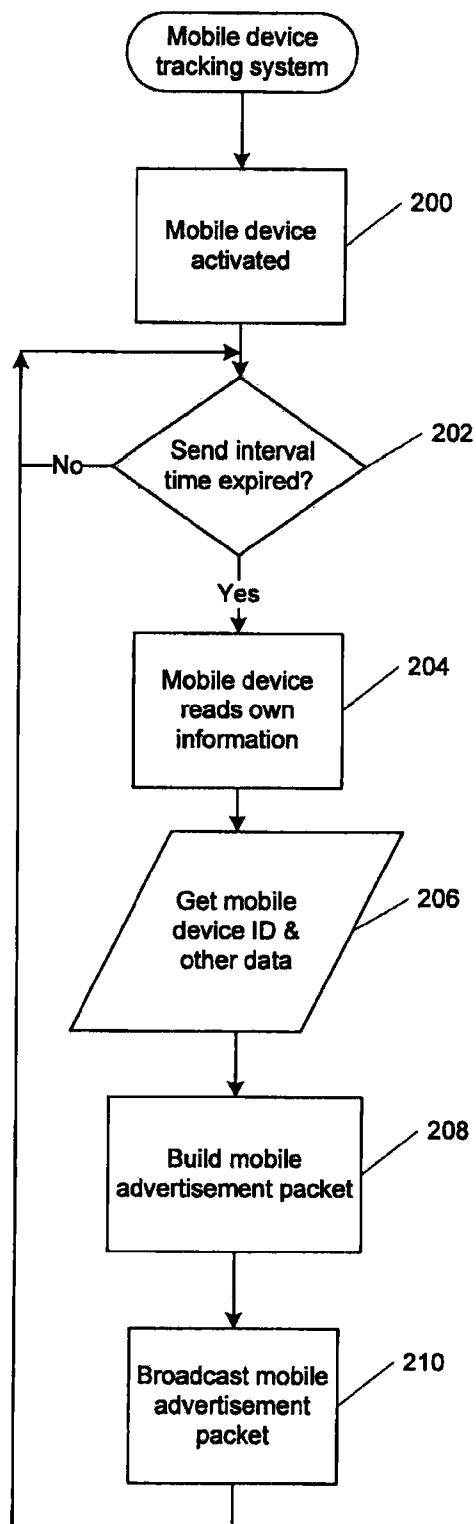 Mobile device
tracking system
200
Mobile device
activated
202
Send interval
time expired?
No
Yes
204
Mobile device
reads own
information
206
Get mobile
device ID &
other data
208
Build mobile
advertisement packet
210
Broadcast mobile
advertisement
packet